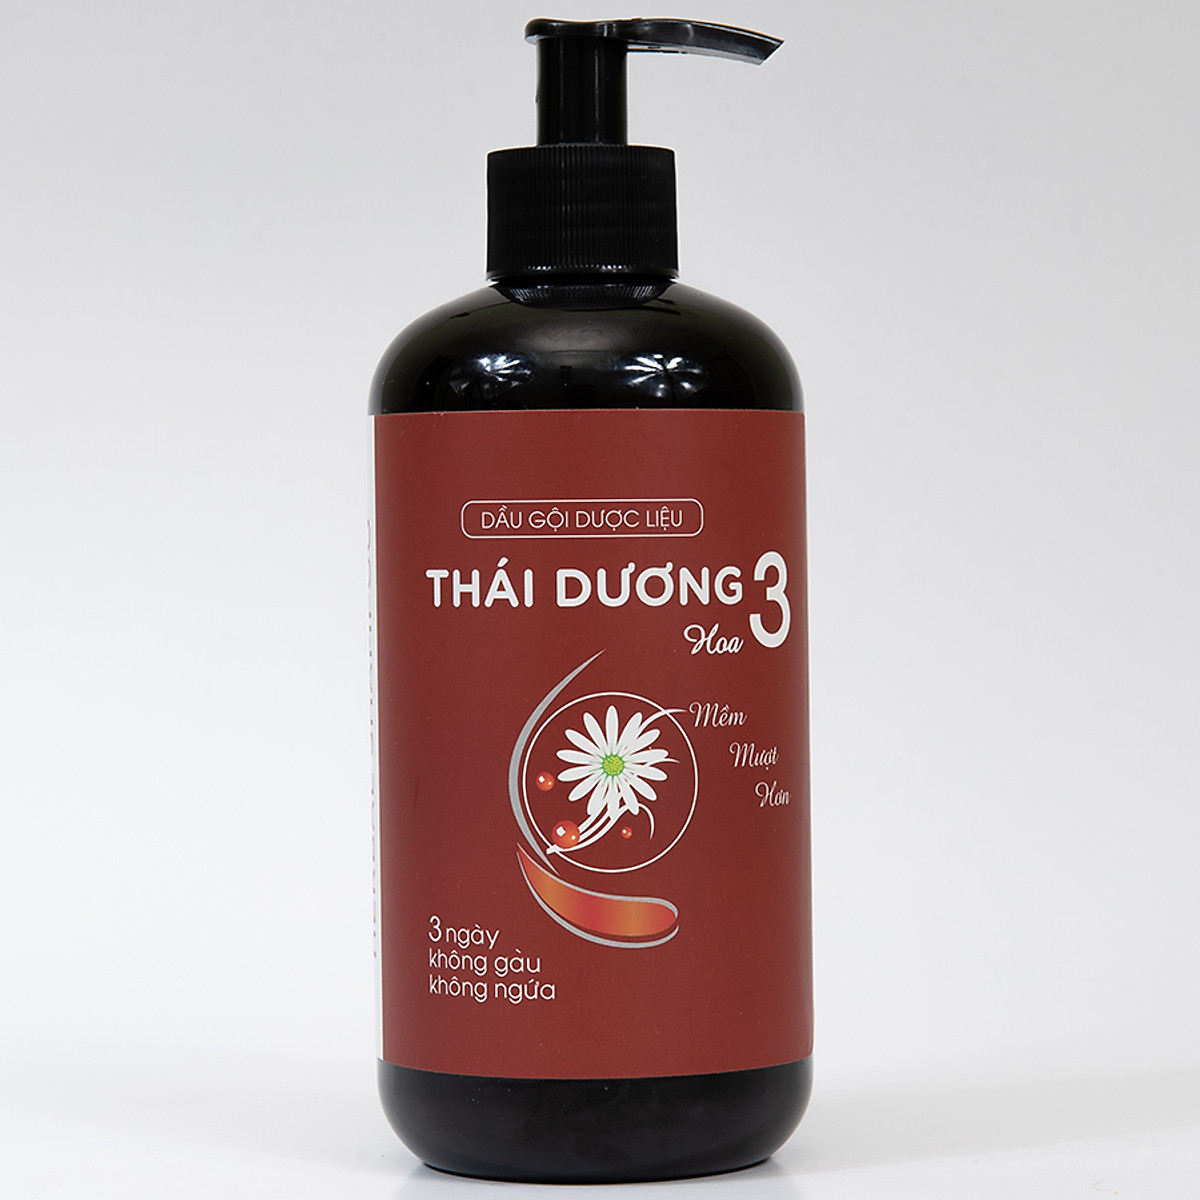 DẦU GỘI DƯỢC LIỆU
THÁI DƯƠNG 3
Hoa
Mềm
Mượt
Hơn
3 ngày
không gàu
không ngứa